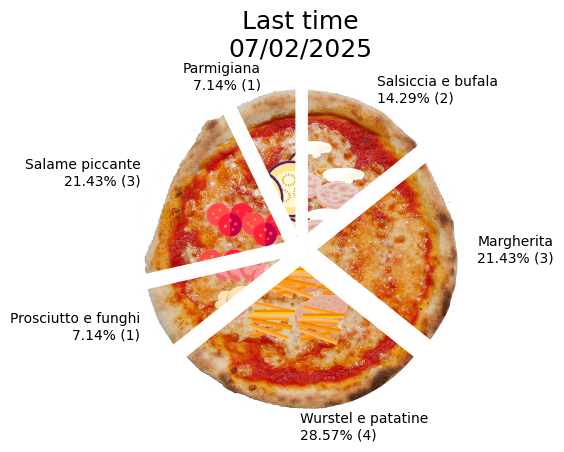 Last time
07/02/2025
Parmigiana
7.14% (1)
Salsiccia e bufala
14.29% (2)
Salame piccante
21.43% (3)
Margherita
21.43% (3)
Prosciutto e funghi
7.14% (1)
Wurstel e patatine
28.57% (4)